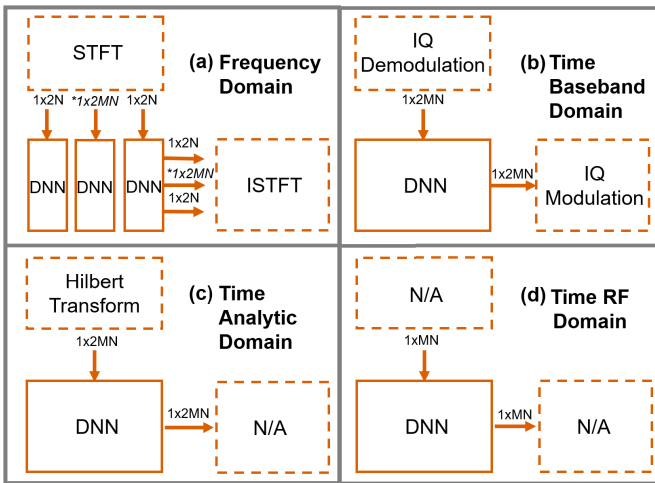 STFT
(a) Frequency
Domain
1x2N *1x2MN 1x2N
DNN DNN DNN
1x2N
*1x2MN
1x2N
ISTFT
IQ
Demodulation
(b) Time
Baseband
Domain
1x2MN
DNN
1x2MN
IQ
Modulation
Hilbert
Transform
(c) Time
Analytic
Domain
1x2MN
DNN
1x2MN
N/A
N/A
(d) Time RF
Domain
1xMN
DNN
1xMN
N/A